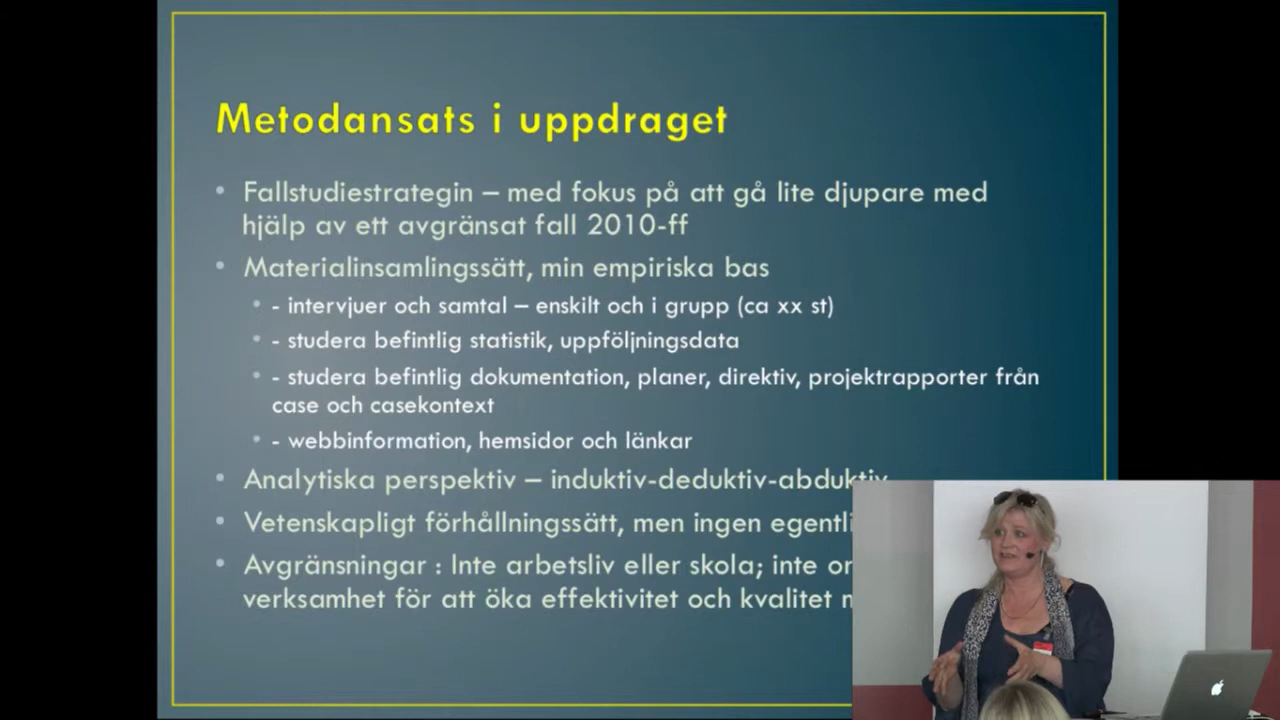 Metodansats i uppdraget
• Fallstudiestrategin – med fokus på att gå lite djupare med
hjälp av ett avgränsat fall 2010-ff
• Materialinsamlingssätt, min empiriska bas
• - intervjuer och samtal – enskilt och i grupp (ca xx st)
• - studera befintlig statistik, uppföljningsdata
• - studera befintlig dokumentation, planer, direktiv, projektrapporter från
case och casekontext
• - webbinformation, hemsidor och länkar
• Analytiska perspektiv – induktiv-deduktiv-abduktiv
• Vetenskapligt förhållningssätt, men ingen
• Avgränsningar : Inte arbetsliv eller skola; inte
verksamhet för att öka effektivitet och kvalitet